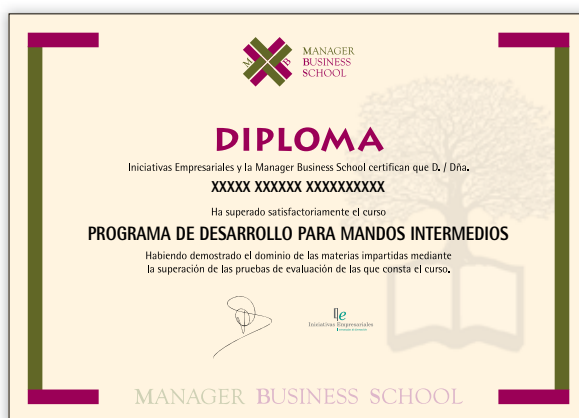 M B
MANAGER
BUSINESS
SCHOOL
DIPLOMA
Iniciativas Empresariales y la Manager Business School certifican que D. / Dña.
XXXXX XXXXXX XXXXXXXXXX
Ha superado satisfactoriamente el curso
PROGRAMA DE DESARROLLO PARA MANDOS INTERMEDIOS
Habiendo demostrado el dominio de las materias impartidas mediante
la superación de las pruebas de evaluación de las que consta el curso.
Iniciativas Empresariales
MANAGER BUSINESS SCHOOL